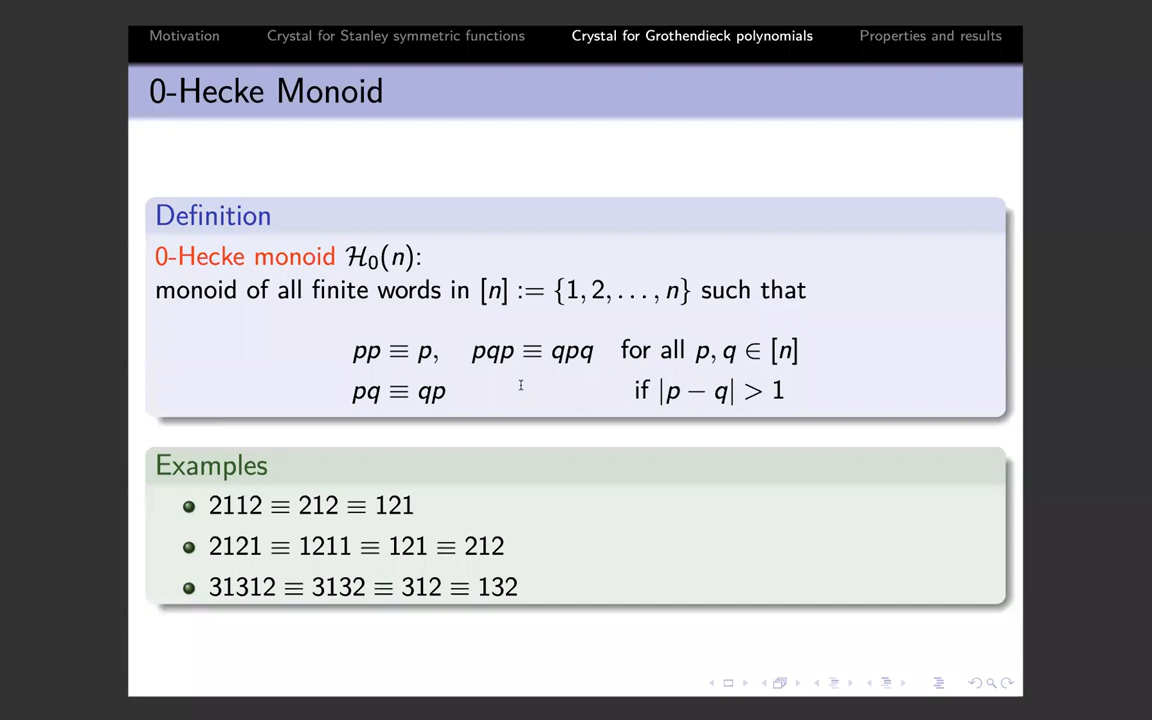 Motivation Crystal for Stanley symmetric functions Crystal for Grothendieck polynomials Properties and results
0-Hecke Monoid
Definition
0-Hecke monoid ℋ₀(n):
monoid of all finite words in [n] := {1, 2, . . . , n} such that
pp ≡ p, pqp ≡ qpq for all p, q ∈ [n]
pq ≡ qp if |p − q| > 1
Examples
2112 ≡ 212 ≡ 121
2121 ≡ 1211 ≡ 121 ≡ 212
31312 ≡ 3132 ≡ 312 ≡ 132